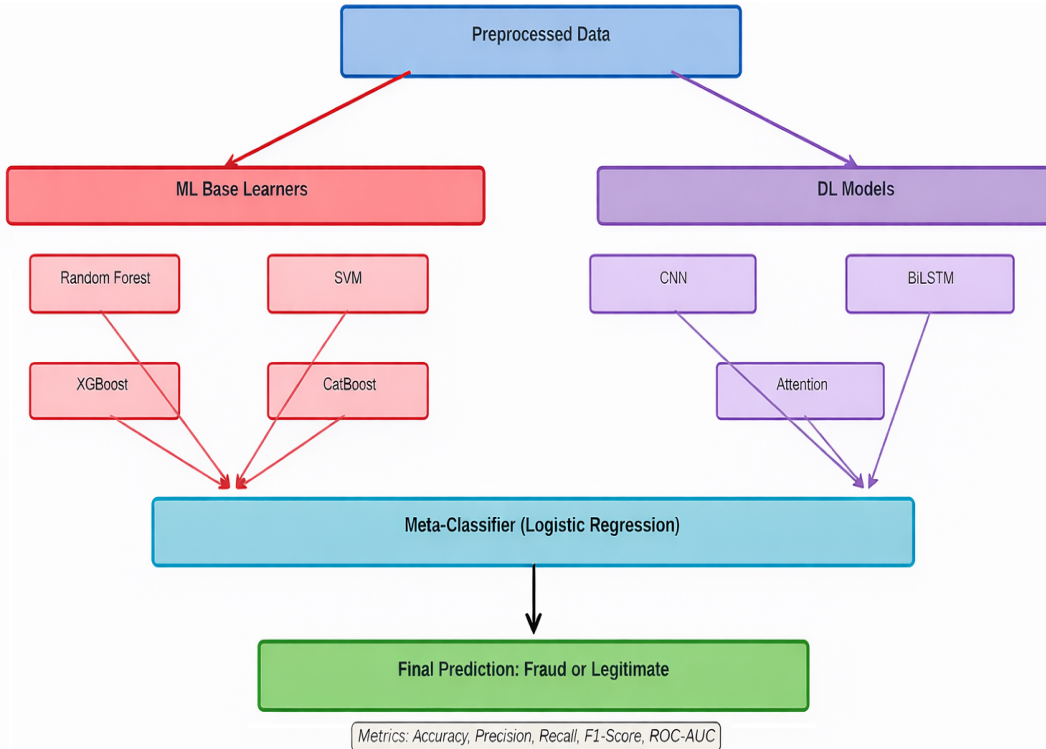 Preprocessed Data
ML Base Learners
DL Models
Random Forest
SVM
CNN
BiLSTM
XGBoost
CatBoost
Attention
Meta-Classifier (Logistic Regression)
Final Prediction: Fraud or Legitimate
Metrics: Accuracy, Precision, Recall, F1-Score, ROC-AUC